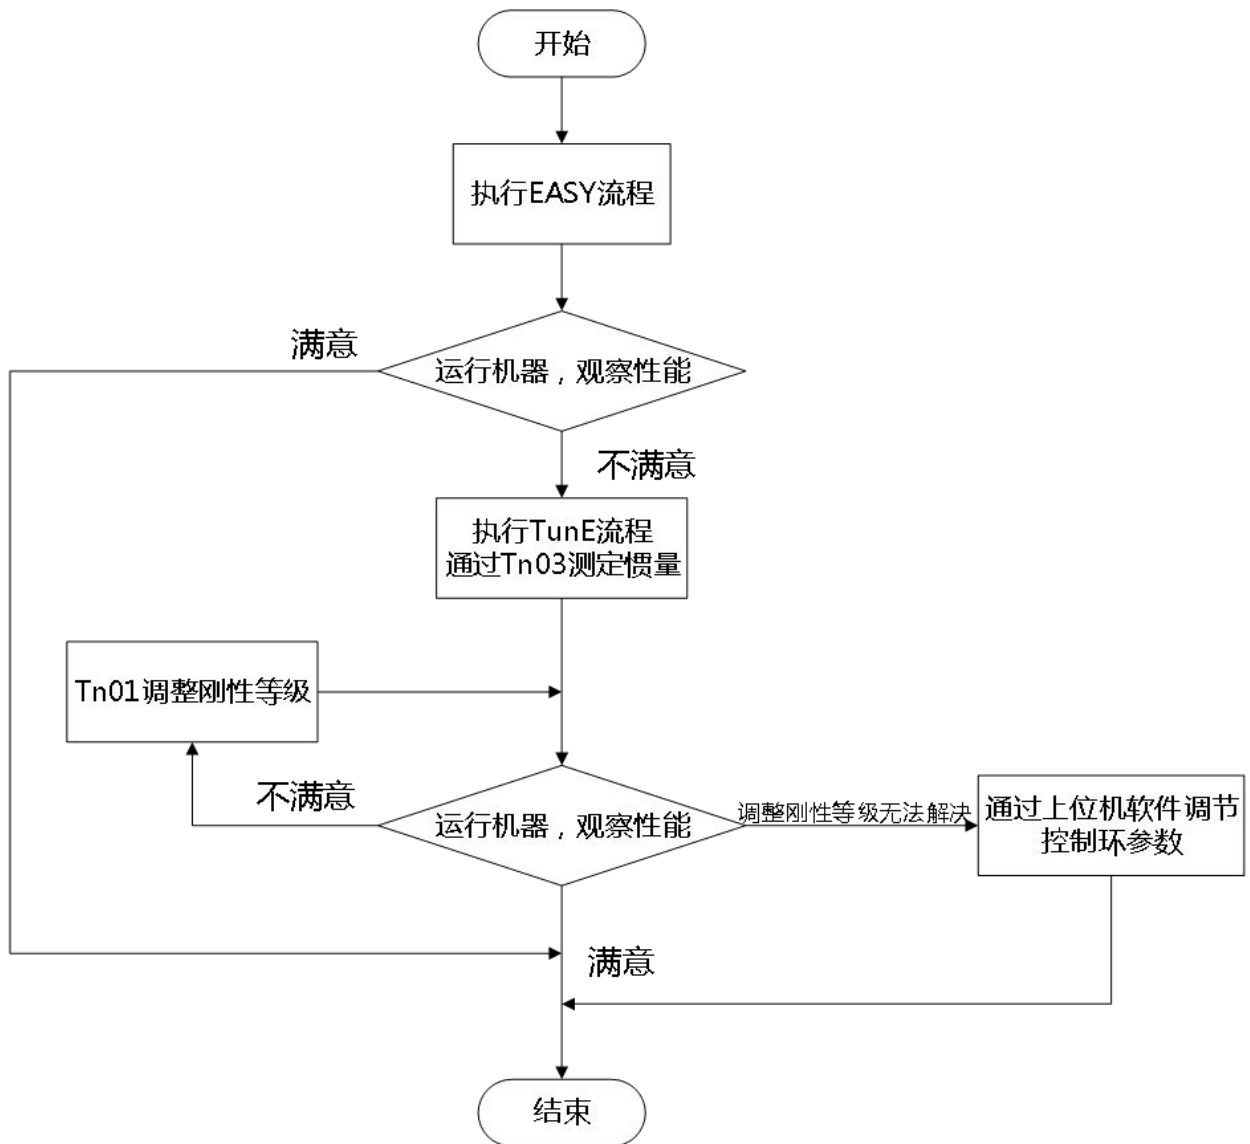 开始
执行EASY流程
满意
运行机器，观察性能
不满意
执行TunE流程
通过Tn03测定惯量
Tn01调整刚性等级
不满意
运行机器，观察性能
调整刚性等级无法解决
通过上位机软件调节
控制环参数
满意
结束